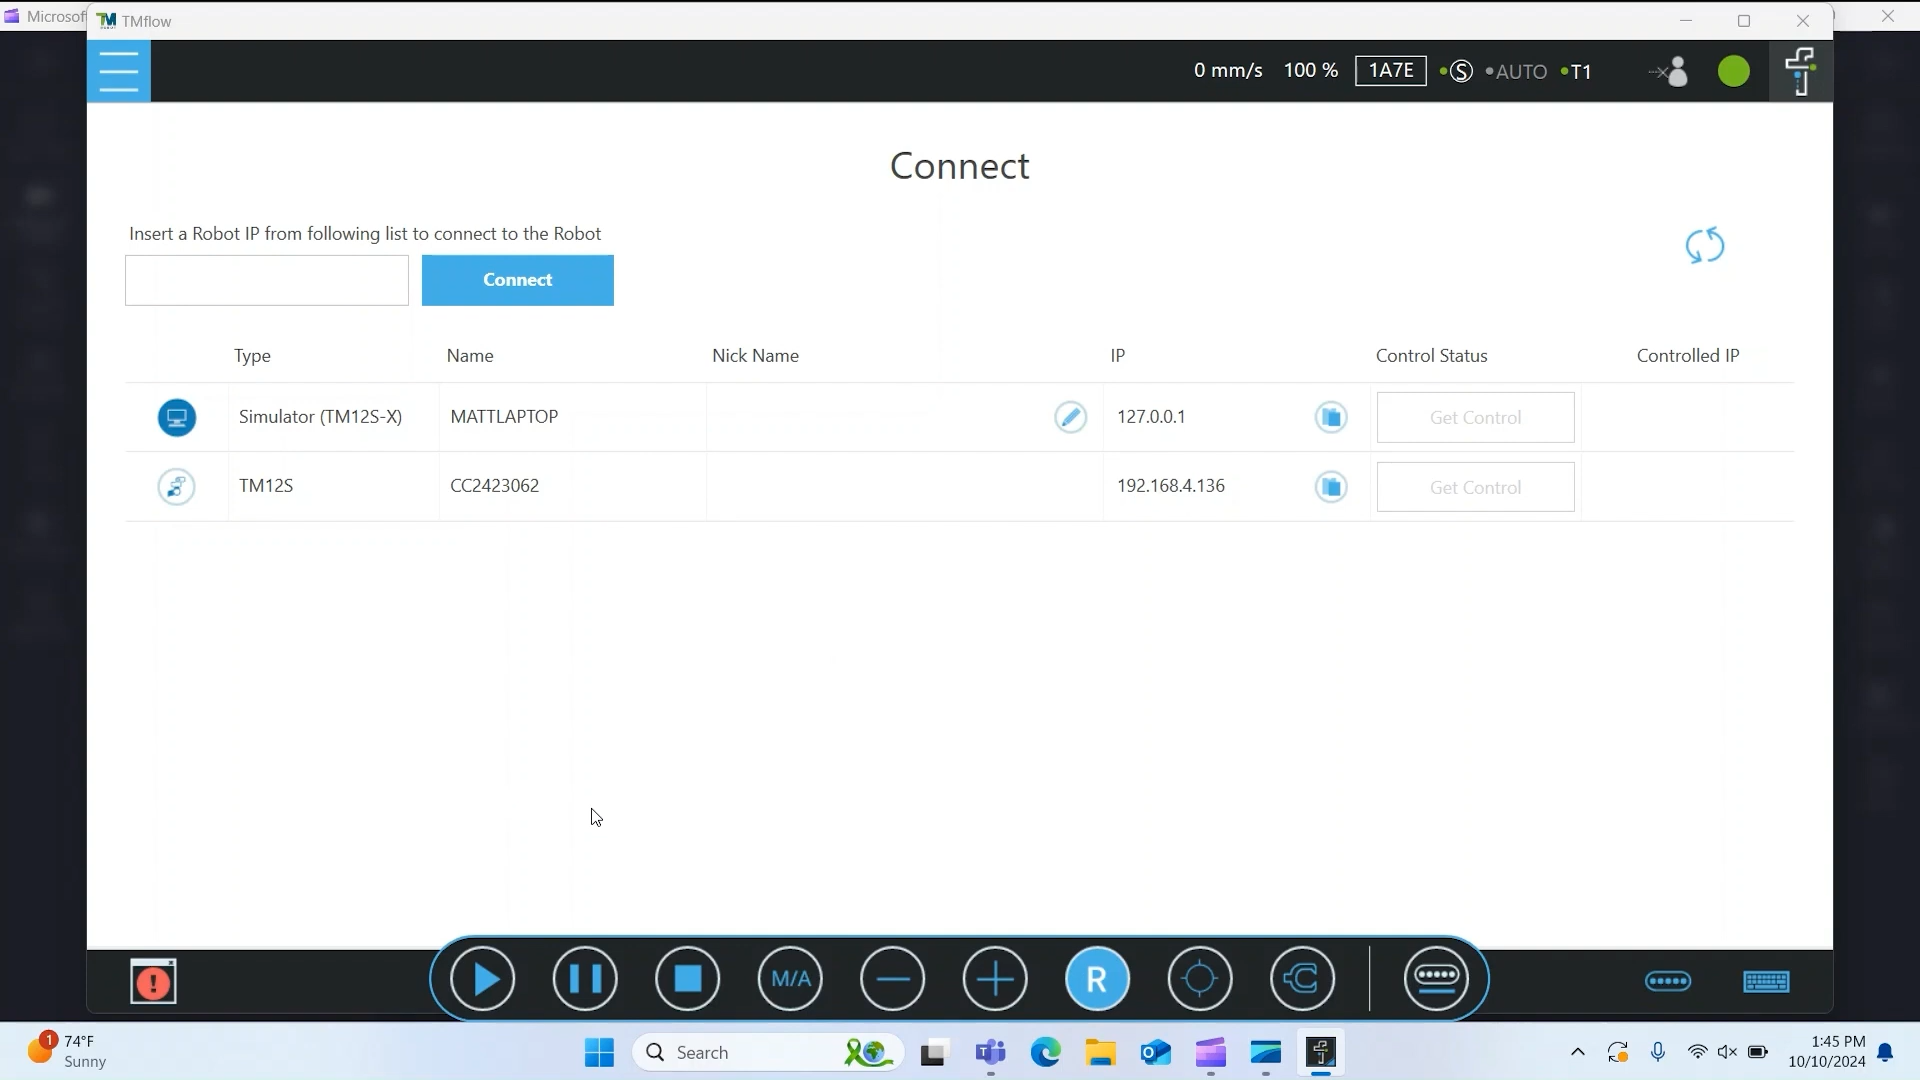 Microsof
TM TMflow
0 mm/s 100 % 1A7E S AUTO T1
Connect
Insert a Robot IP from following list to connect to the Robot
Connect
Type Name Nick Name IP Control Status Controlled IP
Simulator (TM12S-X) MATTLAPTOP 127.0.0.1 Get Control
TM12S CC2423062 192.168.4.136 Get Control
M/A R
1 74°F
Sunny
Search
1:45 PM
10/10/2024